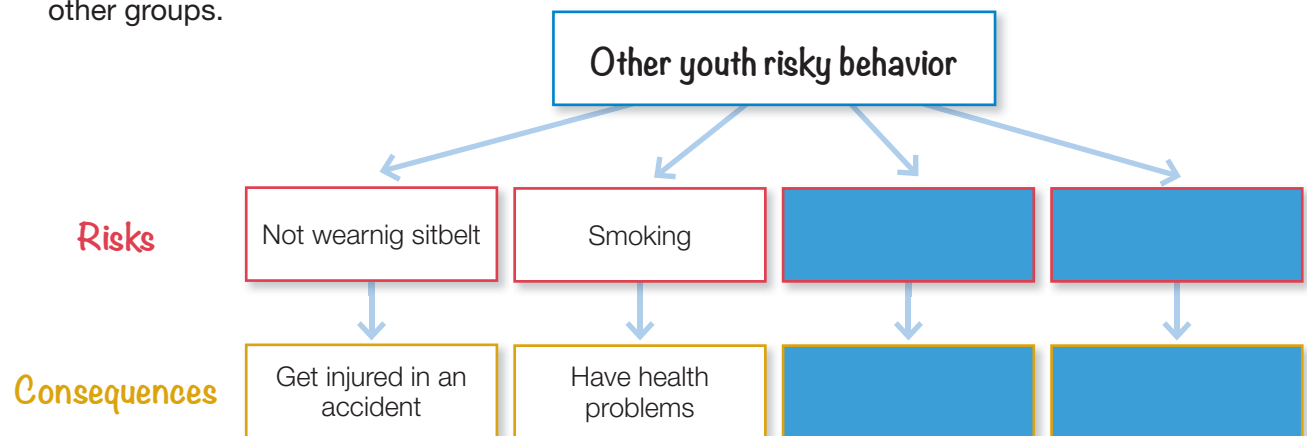 other groups.
Other youth risky behavior
Risks
Not wearnig sitbelt
Smoking
Consequences
Get injured in an
accident
Have health
problems